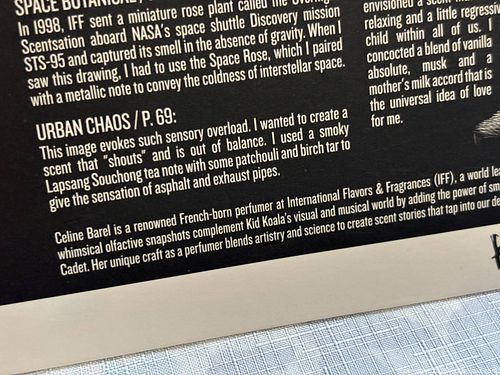 SPACE BOTANICAL
In 1998, IFF sent a miniature rose plant called the Overnight
Scentsation aboard NASA's space shuttle Discovery mission
STS-95 and captured its smell in the absence of gravity. When I
saw this drawing, I had to use the Space Rose, which I paired
with a metallic note to convey the coldness of interstellar space.
URBAN CHAOS / P. 69:
This image evokes such sensory overload, I wanted to create a
scent that "shouts" and is out of balance. I used a smoky
Lapsang Souchong tea note with some patchouli and birch tar to
give the sensation of asphalt and exhaust pipes.
envisioned a
relaxing and a little regressiv
child within all of us. I
concocted a blend of vanilla
absolute, musk and a
mother's milk accord that is
the universal idea of love
for me.
Celine Barel is a renowned French-born perfumer at International Flavors & Fragrances (IFF), a world lea
whimsical olfactive snapshots complement Kid Koala's visual and musical world by adding the power of
Cadet. Her unique craft as a perfumer blends artistry and science to create scent stories that tap into our de